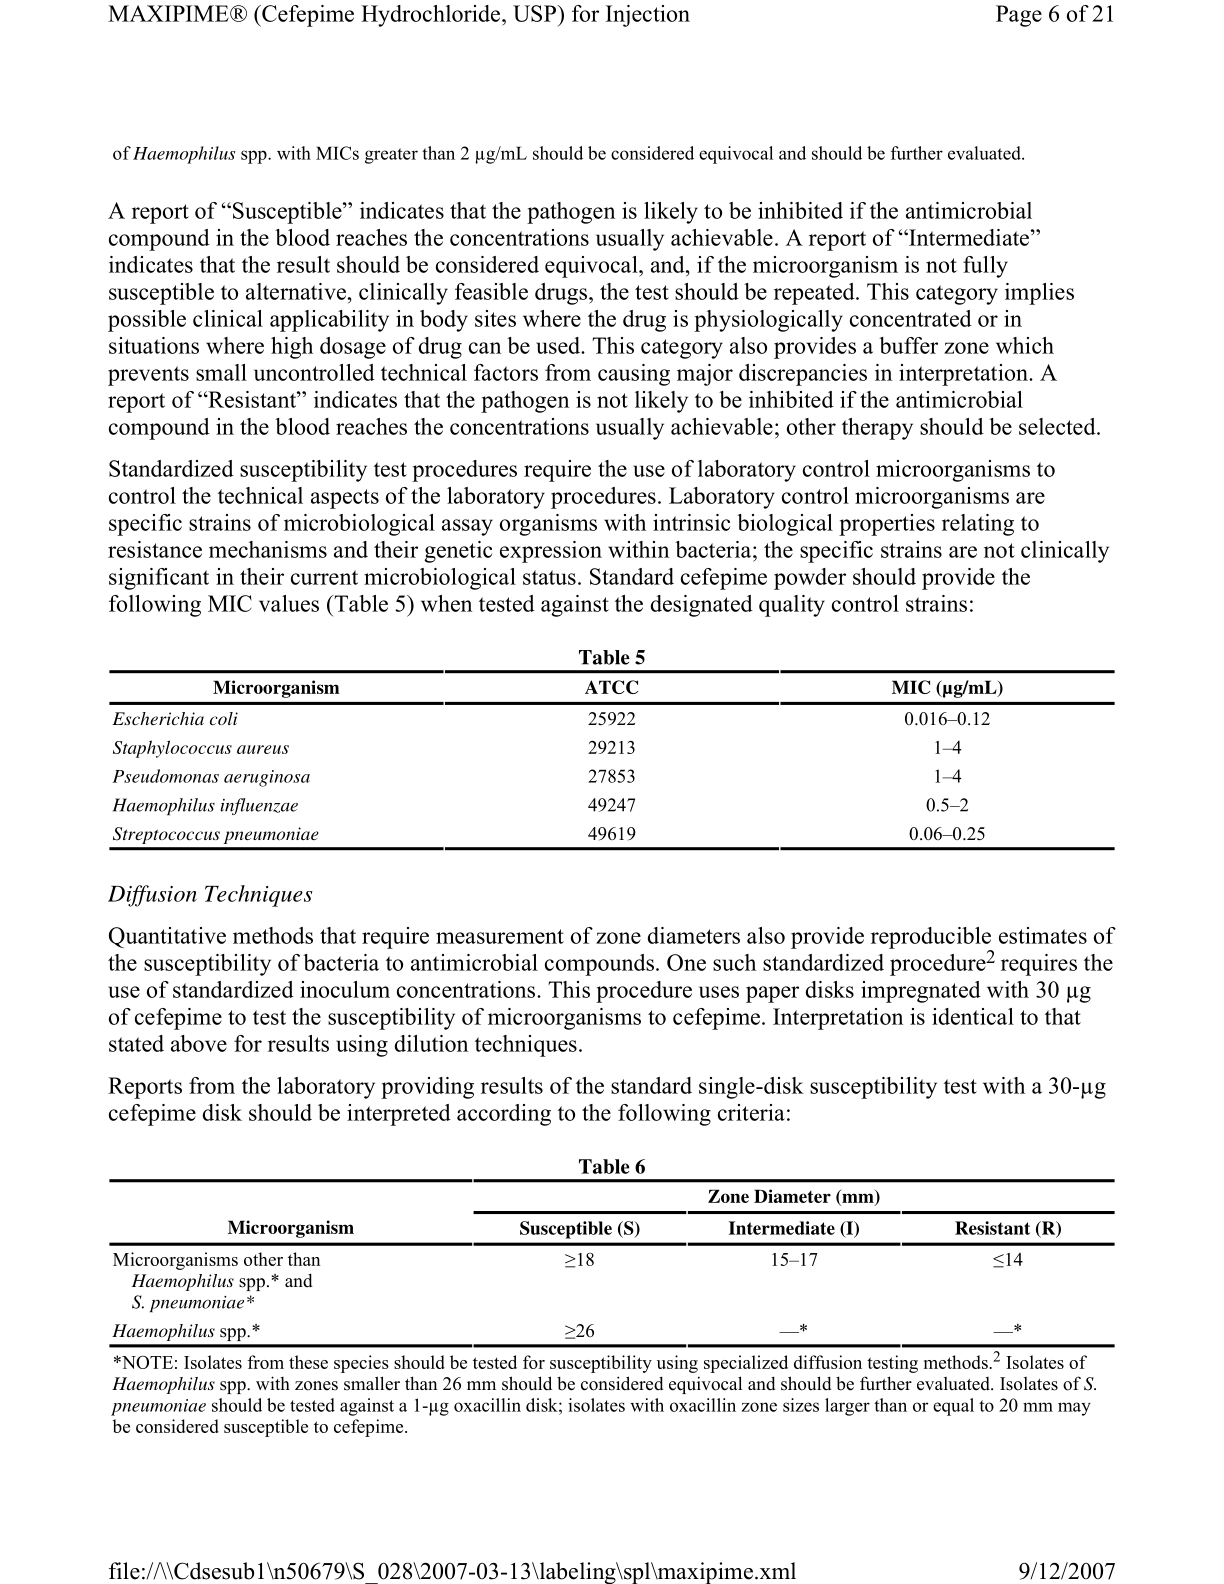 MAXIPIME® (Cefepime Hydrochloride, USP) for Injection Page 6 of 21
of Haemophilus spp. with MICs greater than 2 µg/mL should be considered equivocal and should be further evaluated.
A report of “Susceptible” indicates that the pathogen is likely to be inhibited if the antimicrobial
compound in the blood reaches the concentrations usually achievable. A report of “Intermediate”
indicates that the result should be considered equivocal, and, if the microorganism is not fully
susceptible to alternative, clinically feasible drugs, the test should be repeated. This category implies
possible clinical applicability in body sites where the drug is physiologically concentrated or in
situations where high dosage of drug can be used. This category also provides a buffer zone which
prevents small uncontrolled technical factors from causing major discrepancies in interpretation. A
report of “Resistant” indicates that the pathogen is not likely to be inhibited if the antimicrobial
compound in the blood reaches the concentrations usually achievable; other therapy should be selected.
Standardized susceptibility test procedures require the use of laboratory control microorganisms to
control the technical aspects of the laboratory procedures. Laboratory control microorganisms are
specific strains of microbiological assay organisms with intrinsic biological properties relating to
resistance mechanisms and their genetic expression within bacteria; the specific strains are not clinically
significant in their current microbiological status. Standard cefepime powder should provide the
following MIC values (Table 5) when tested against the designated quality control strains:
Table 5
Microorganism ATCC MIC (µg/mL)
Escherichia coli 25922 0.016–0.12
Staphylococcus aureus 29213 1–4
Pseudomonas aeruginosa 27853 1–4
Haemophilus influenzae 49247 0.5–2
Streptococcus pneumoniae 49619 0.06–0.25
Diffusion Techniques
Quantitative methods that require measurement of zone diameters also provide reproducible estimates of
the susceptibility of bacteria to antimicrobial compounds. One such standardized procedure2 requires the
use of standardized inoculum concentrations. This procedure uses paper disks impregnated with 30 µg
of cefepime to test the susceptibility of microorganisms to cefepime. Interpretation is identical to that
stated above for results using dilution techniques.
Reports from the laboratory providing results of the standard single-disk susceptibility test with a 30-µg
cefepime disk should be interpreted according to the following criteria:
Table 6
Zone Diameter (mm)
Microorganism Susceptible (S) Intermediate (I) Resistant (R)
Microorganisms other than ≥18 15–17 ≤14
Haemophilus spp.* and
S. pneumoniae*
Haemophilus spp.* ≥26 —* —*
*NOTE: Isolates from these species should be tested for susceptibility using specialized diffusion testing methods.2 Isolates of
Haemophilus spp. with zones smaller than 26 mm should be considered equivocal and should be further evaluated. Isolates of S.
pneumoniae should be tested against a 1-µg oxacillin disk; isolates with oxacillin zone sizes larger than or equal to 20 mm may
be considered susceptible to cefepime.
file://\\Cdsesub1\n50679\S_028\2007-03-13\labeling\spl\maxipime.xml 9/12/2007